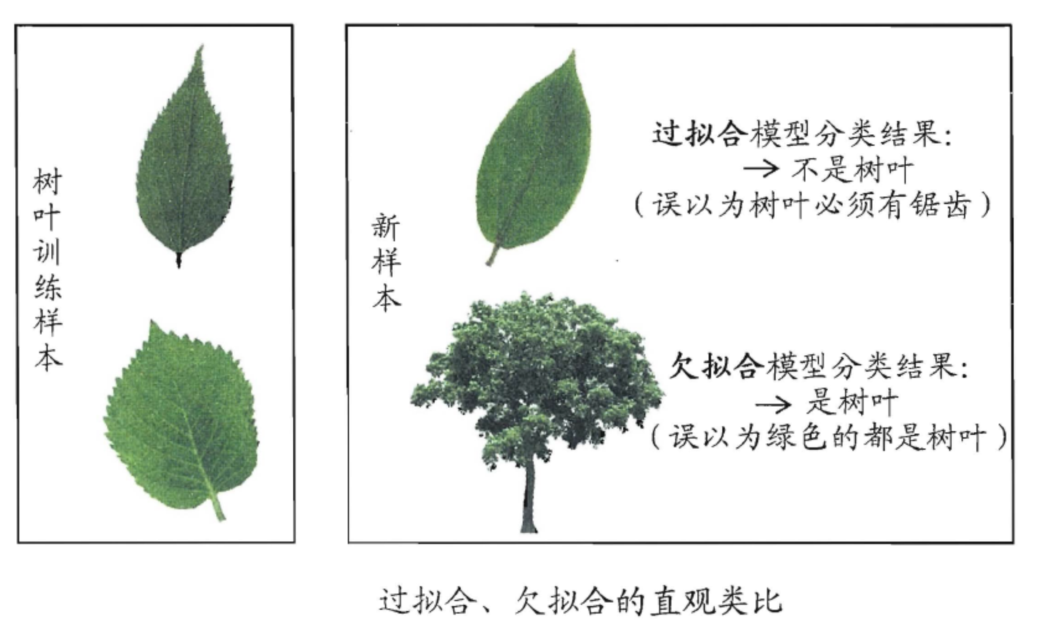 树叶训练样本
新样本
过拟合模型分类结果:
→ 不是树叶
(误以为树叶必须有锯齿)
欠拟合模型分类结果:
→ 是树叶
(误以为绿色的都是树叶)
过拟合、欠拟合的直观类比